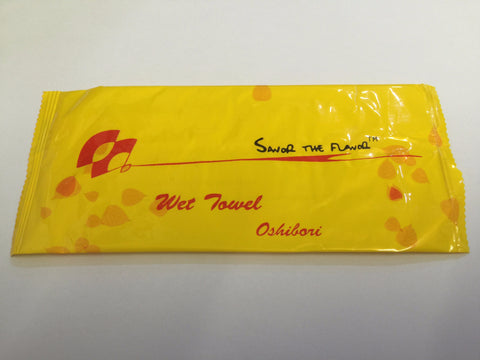 SAVOR THE FLAVOR™
Wet Towel
Oshibori